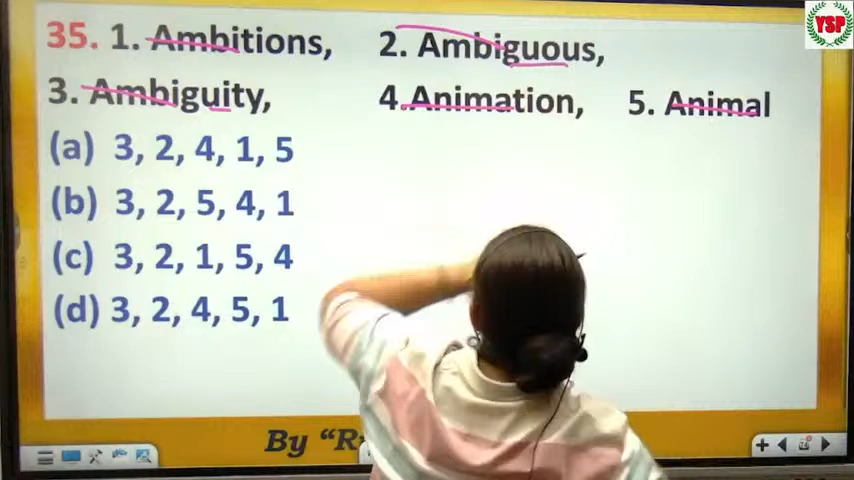 YSP
35. 1. Ambitions, 2. Ambiguous,
3. Ambiguity, 4. Animation, 5. Animal
(a) 3, 2, 4, 1, 5
(b) 3, 2, 5, 4, 1
(c) 3, 2, 1, 5, 4
(d) 3, 2, 4, 5, 1
By